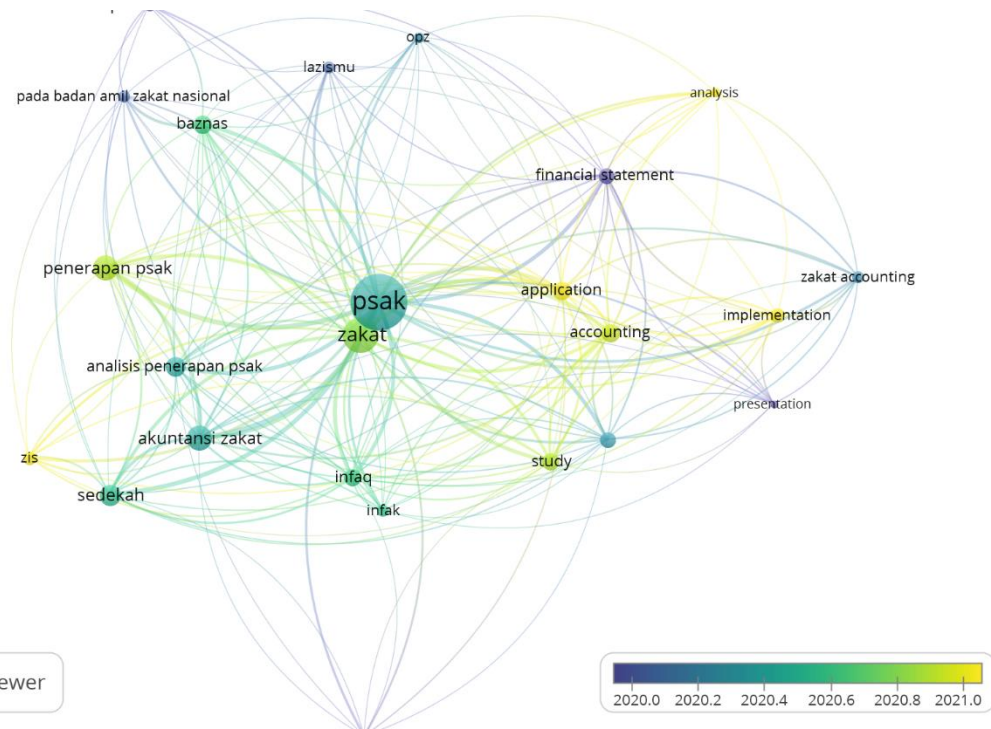 opz
lazismu
pada badan amil zakat nasional
analysis
baznas
financial statement
penerapan psak
zakat accounting
application
psak
implementation
zakat
accounting
analisis penerapan psak
presentation
akuntansi zakat
zis
study
infaq
sedekah
infak
ewer
2020.0 2020.2 2020.4 2020.6 2020.8 2021.0